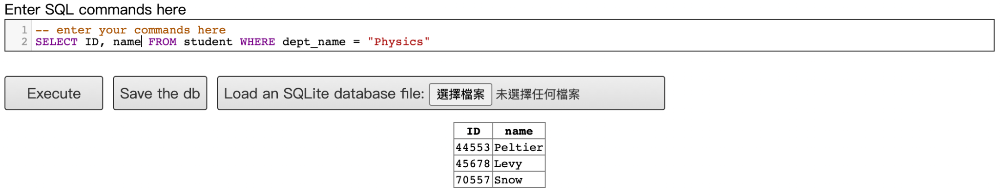 Enter SQL commands here
1 -- enter your commands here
2 SELECT ID, name FROM student WHERE dept_name = "Physics"
Execute Save the db Load an SQLite database file: 選擇檔案 未選擇任何檔案
ID name
44553 Peltier
45678 Levy
70557 Snow